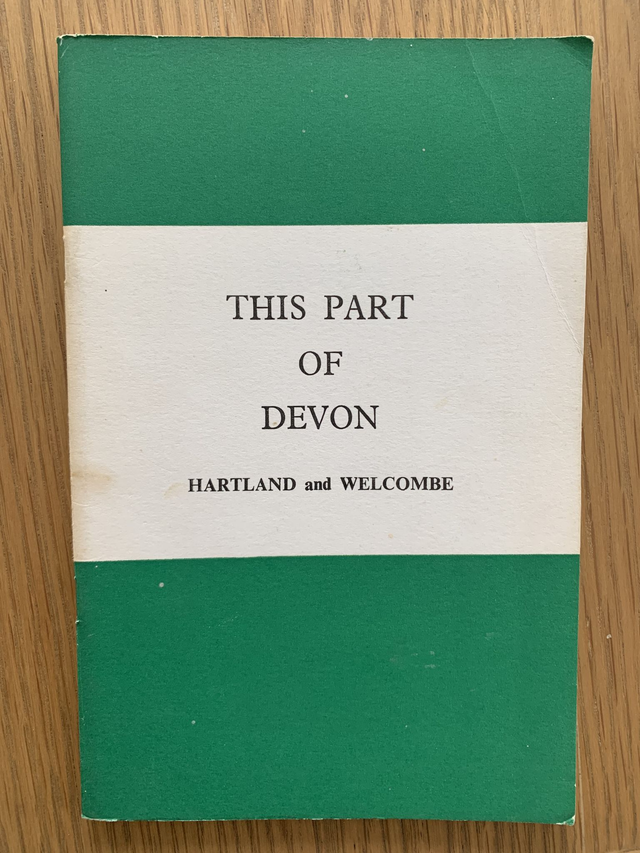 THIS PART
OF
DEVON
HARTLAND and WELCOMBE